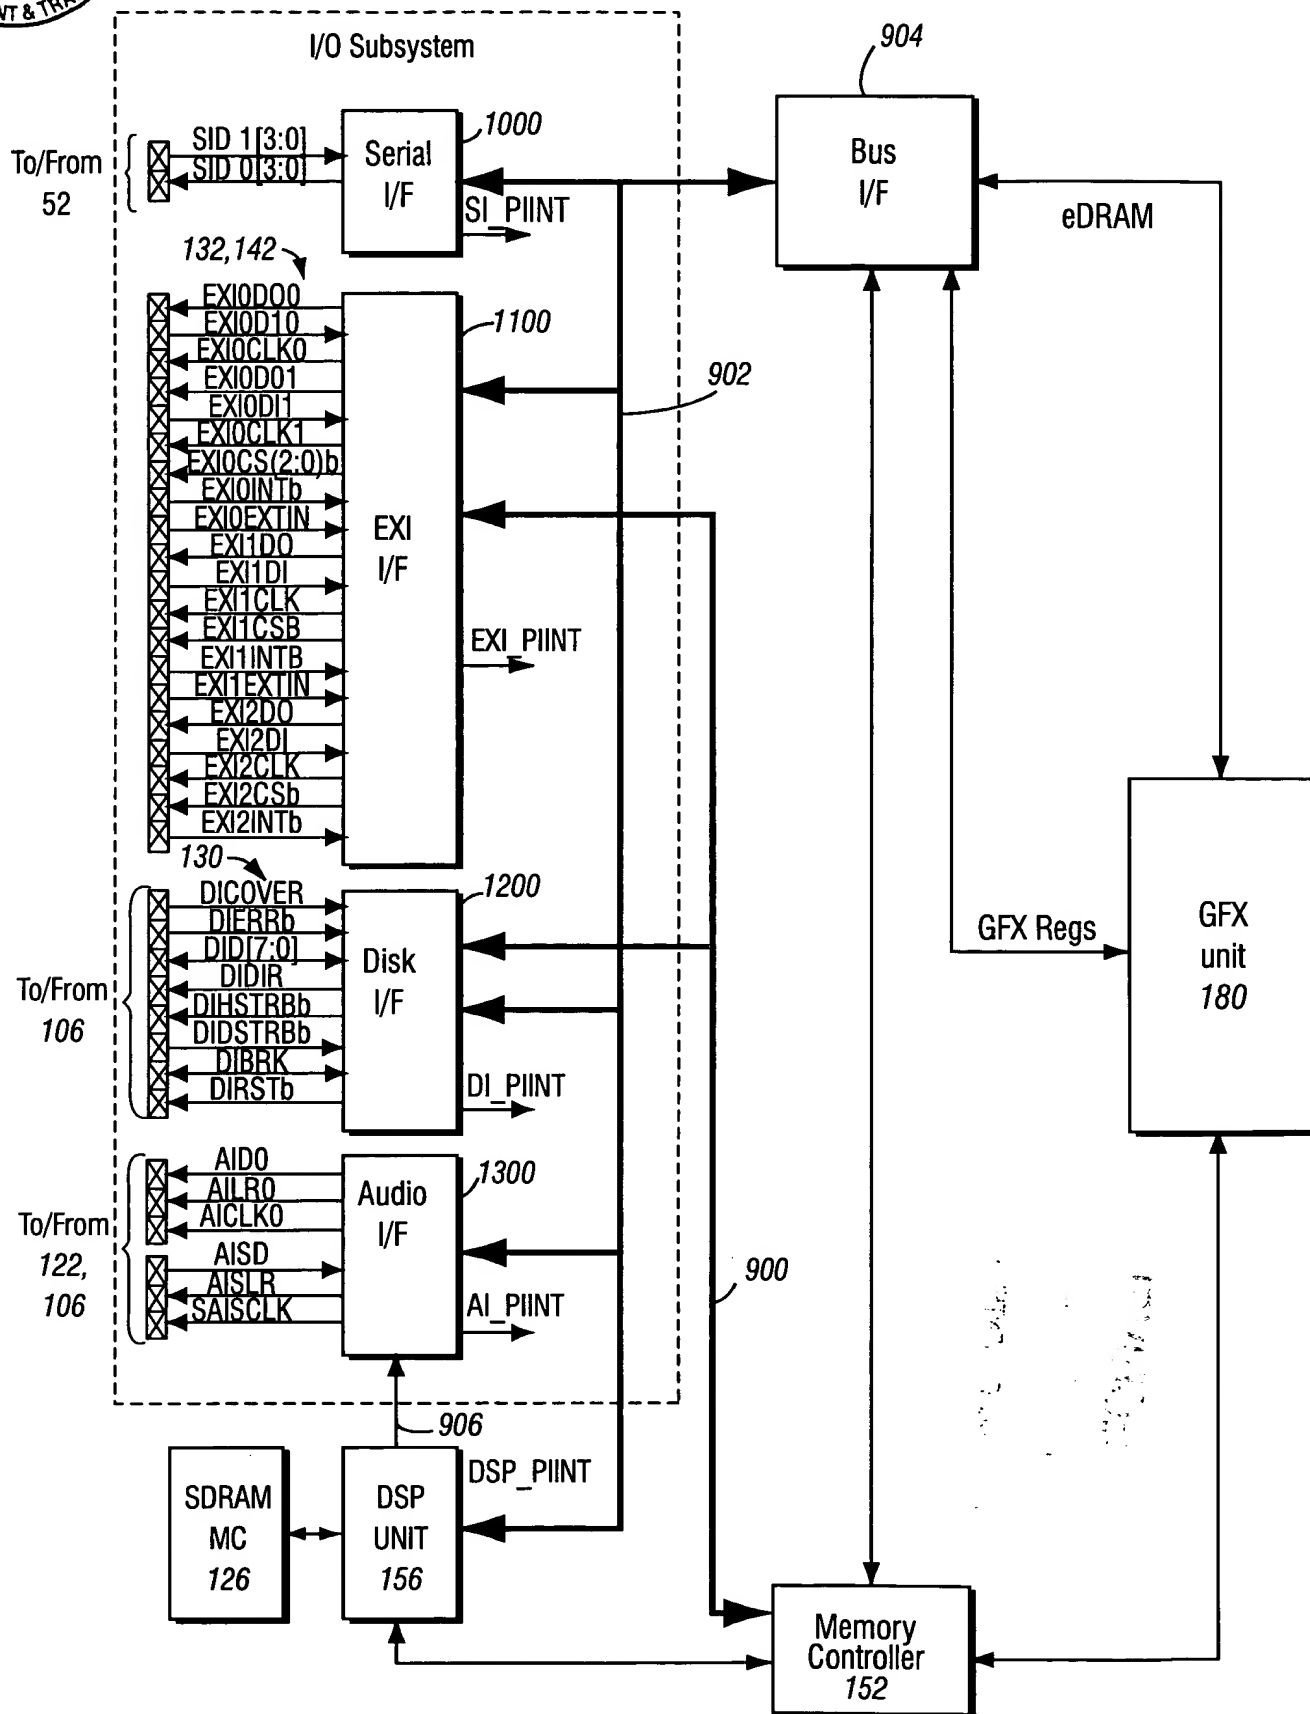 NT & TRA
I/O Subsystem
904
Bus
I/F
1000
Serial
I/F
SID 1[3:0]
SID 0[3:0]
To/From
52
SI_PIINT
eDRAM
132,142
EXI0DO0
EXI0D10
EXI0CLK0
EXI0D01
EXI0DI1
EXI0CLK1
EXI0CS(2:0)b
EXI0INTb
EXI0EXTIN
EXI1DO
EXI1DI
EXI1CLK
EXI1CSB
EXI1INTB
EXI1EXTIN
EXI2DO
EXI2DI
EXI2CLK
EXI2CSb
EXI2INTb
1100
902
EXI
I/F
EXI_PIINT
130
DICOVER
DIERRb
DID[7:0]
DIDIR
DIHSTRBb
DIDSTRBb
DIBRK
DIRSTb
To/From
106
1200
Disk
I/F
DI_PIINT
GFX Regs
GFX
unit
180
AID0
AILR0
AICLK0
AISD
AISLR
SAISCLK
To/From
122,
106
1300
Audio
I/F
AI_PIINT
900
906
SDRAM
MC
126
DSP
UNIT
156
DSP_PIINT
Memory
Controller
152